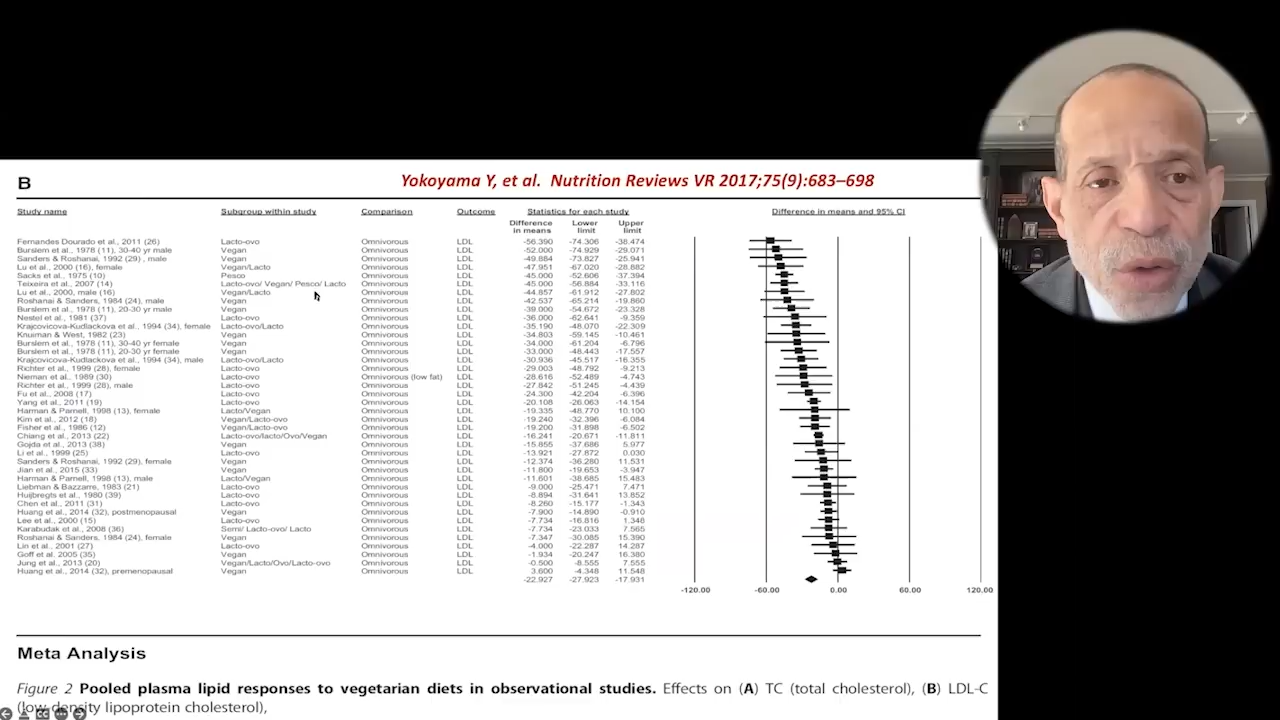 B
Yokoyama Y, et al. Nutrition Reviews VR 2017;75(9):683–698
Study name Subgroup within study Comparison Outcome Statistics for each study Difference in means and 95% CI
Difference in means Lower limit Upper limit
Fernandes Dourado et al., 2011 (26) Lacto-ovo Omnivorous LDL -56.390 -74.306 -38.474
Burslem et al., 1978 (11), 30-40 yr male Vegan Omnivorous LDL -52.000 -74.929 -29.071
Sanders & Roshanai, 1992 (29) , male Vegan Omnivorous LDL -49.884 -73.827 -25.941
Lu et al., 2000 (16), female Vegan/Lacto Omnivorous LDL -47.951 -67.020 -28.882
Sacks et al., 1975 (10) Pesco Omnivorous LDL -45.000 -52.606 -37.394
Teixeira et al., 2007 (14) Lacto-ovo/ Vegan/ Pesco/ Lacto Omnivorous LDL -45.000 -56.884 -33.116
Lu et al., 2000, male (16) Vegan/Lacto Omnivorous LDL -44.857 -61.912 -27.802
Roshanai & Sanders, 1984 (24), male Vegan Omnivorous LDL -42.537 -65.214 -19.860
Burslem et al., 1978 (11), 20-30 yr male Vegan Omnivorous LDL -39.000 -54.672 -23.328
Nestel et al., 1981 (37) Lacto-ovo Omnivorous LDL -36.000 -62.641 -9.359
Krajcovicova-Kudlackova et al., 1994 (34), female Lacto-ovo/Lacto Omnivorous LDL -35.190 -48.070 -22.309
Knuiman & West, 1982 (23) Vegan Omnivorous LDL -34.803 -59.145 -10.461
Burslem et al., 1978 (11), 30-40 yr female Vegan Omnivorous LDL -34.000 -61.204 -6.796
Burslem et al., 1978 (11), 20-30 yr female Vegan Omnivorous LDL -33.000 -48.443 -17.557
Krajcovicova-Kudlackova et al., 1994 (34), male Lacto-ovo/Lacto Omnivorous LDL -30.936 -45.517 -16.355
Richter et al., 1999 (28), female Lacto-ovo Omnivorous LDL -29.003 -48.792 -9.213
Nieman et al., 1989 (30) Lacto-ovo Omnivorous (low fat) LDL -28.616 -52.489 -4.743
Richter et al., 1999 (28), male Lacto-ovo Omnivorous LDL -27.842 -51.245 -4.439
Fu et al., 2008 (17) Lacto-ovo Omnivorous LDL -24.300 -42.204 -6.396
Yang et al., 2011 (19) Lacto-ovo Omnivorous LDL -20.108 -26.063 -14.154
Harman & Parnell, 1998 (13), female Lacto/Vegan Omnivorous LDL -19.335 -48.770 10.100
Kim et al., 2012 (18) Vegan/Lacto-ovo Omnivorous LDL -19.240 -32.396 -6.084
Fisher et al., 1986 (12) Vegan/Lacto-ovo Omnivorous LDL -19.200 -31.898 -6.502
Chiang et al., 2013 (22) Lacto-ovo/lacto/Ovo/Vegan Omnivorous LDL -16.241 -20.671 -11.811
Gojda et al., 2013 (38) Vegan Omnivorous LDL -15.855 -37.686 5.977
Li et al., 1999 (25) Lacto-ovo Omnivorous LDL -13.921 -27.872 0.030
Sanders & Roshanai, 1992 (29), female Vegan Omnivorous LDL -12.374 -36.280 11.531
Jian et al., 2015 (33) Vegan Omnivorous LDL -11.800 -19.653 -3.947
Harman & Parnell, 1998 (13), male Lacto/Vegan Omnivorous LDL -11.601 -38.685 15.483
Liebman & Bazzarre, 1983 (21) Lacto-ovo Omnivorous LDL -9.000 -25.471 7.471
Huijbregts et al., 1980 (39) Lacto-ovo Omnivorous LDL -8.894 -31.641 13.852
Chen et al., 2011 (31) Lacto-ovo Omnivorous LDL -8.260 -15.177 -1.343
Huang et al., 2014 (32), postmenopausal Vegan Omnivorous LDL -7.900 -14.890 -0.910
Lee et al., 2000 (15) Lacto-ovo Omnivorous LDL -7.734 -16.816 1.348
Karabudak et al., 2008 (36) Semi/ Lacto-ovo/ Lacto Omnivorous LDL -7.734 -23.033 7.565
Roshanai & Sanders, 1984 (24), female Vegan Omnivorous LDL -7.347 -30.085 15.390
Lin et al., 2001 (27) Lacto-ovo Omnivorous LDL -4.000 -22.287 14.287
Goff et al. 2005 (35) Vegan Omnivorous LDL -1.934 -20.247 16.380
Jung et al., 2013 (20) Vegan/Lacto/Ovo/Lacto-ovo Omnivorous LDL -0.500 -8.555 7.555
Huang et al., 2014 (32), premenopausal Vegan Omnivorous LDL 3.600 -4.348 11.548
-22.927 -27.923 -17.931
-120.00 -60.00 0.00 60.00 120.00
Meta Analysis
Figure 2 Pooled plasma lipid responses to vegetarian diets in observational studies. Effects on (A) TC (total cholesterol), (B) LDL-C
(low-density lipoprotein cholesterol),